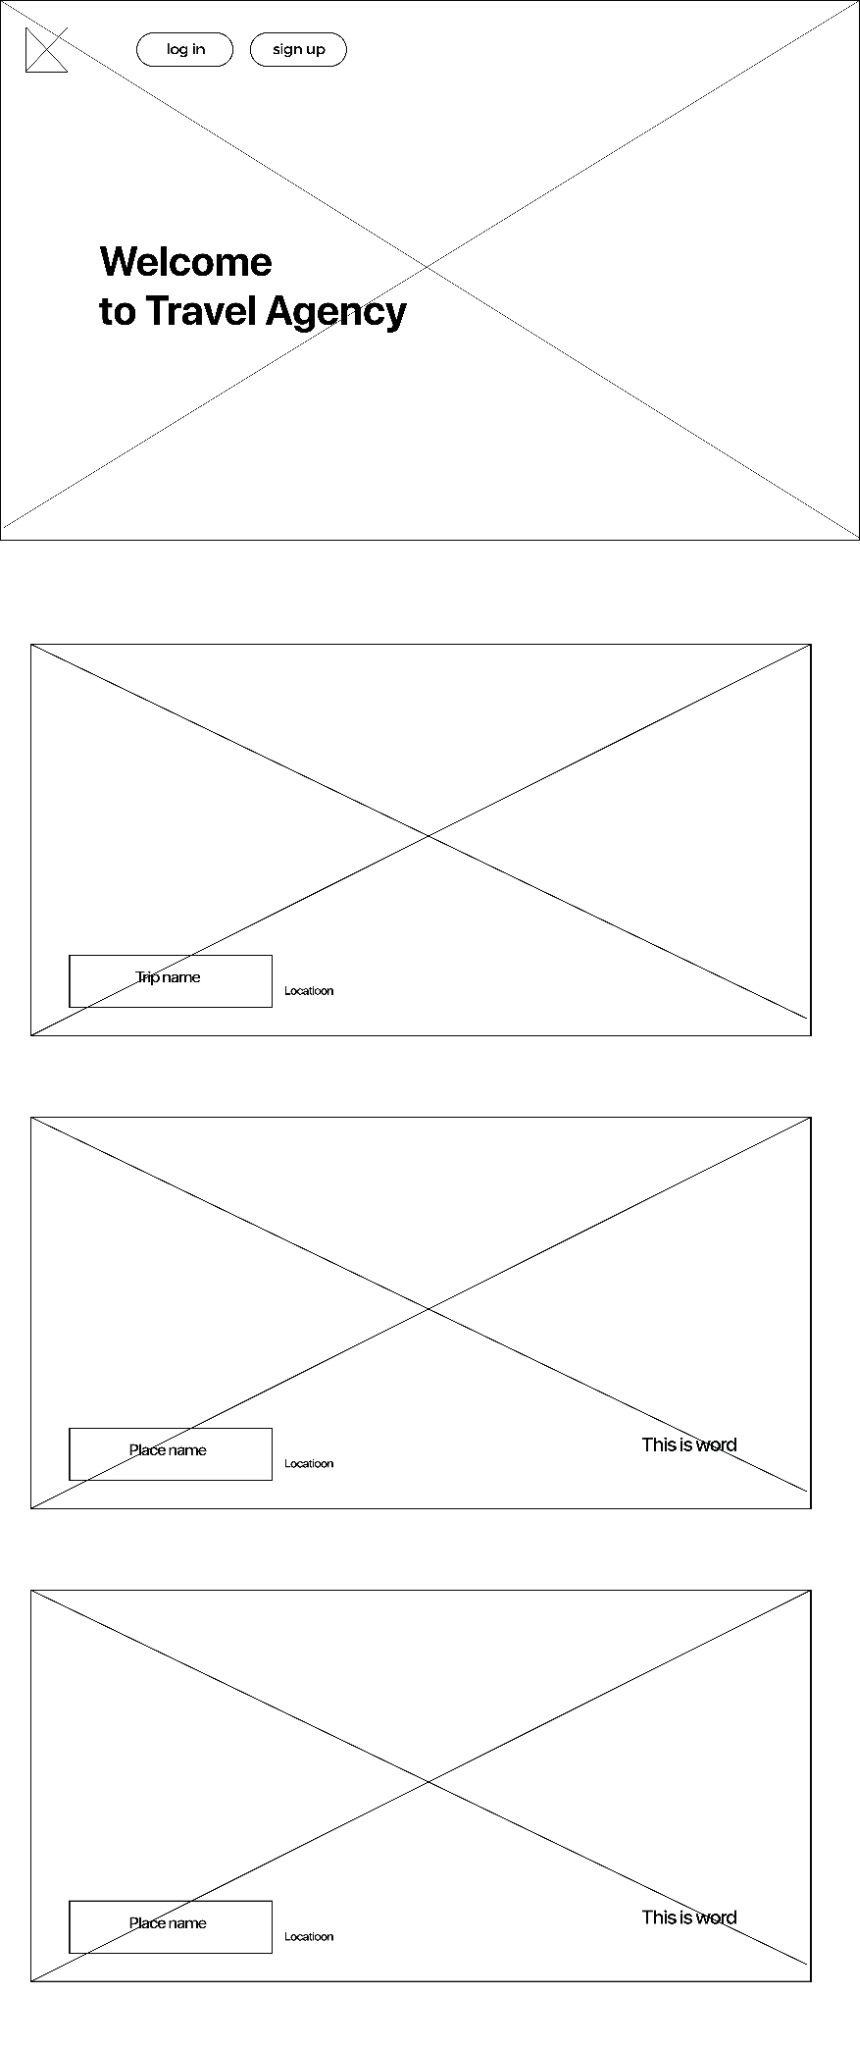 log in sign up
Welcome
to Travel Agency
Trip name
Locatioon
Place name
Locatioon
This is word
Place name
Locatioon
This is word